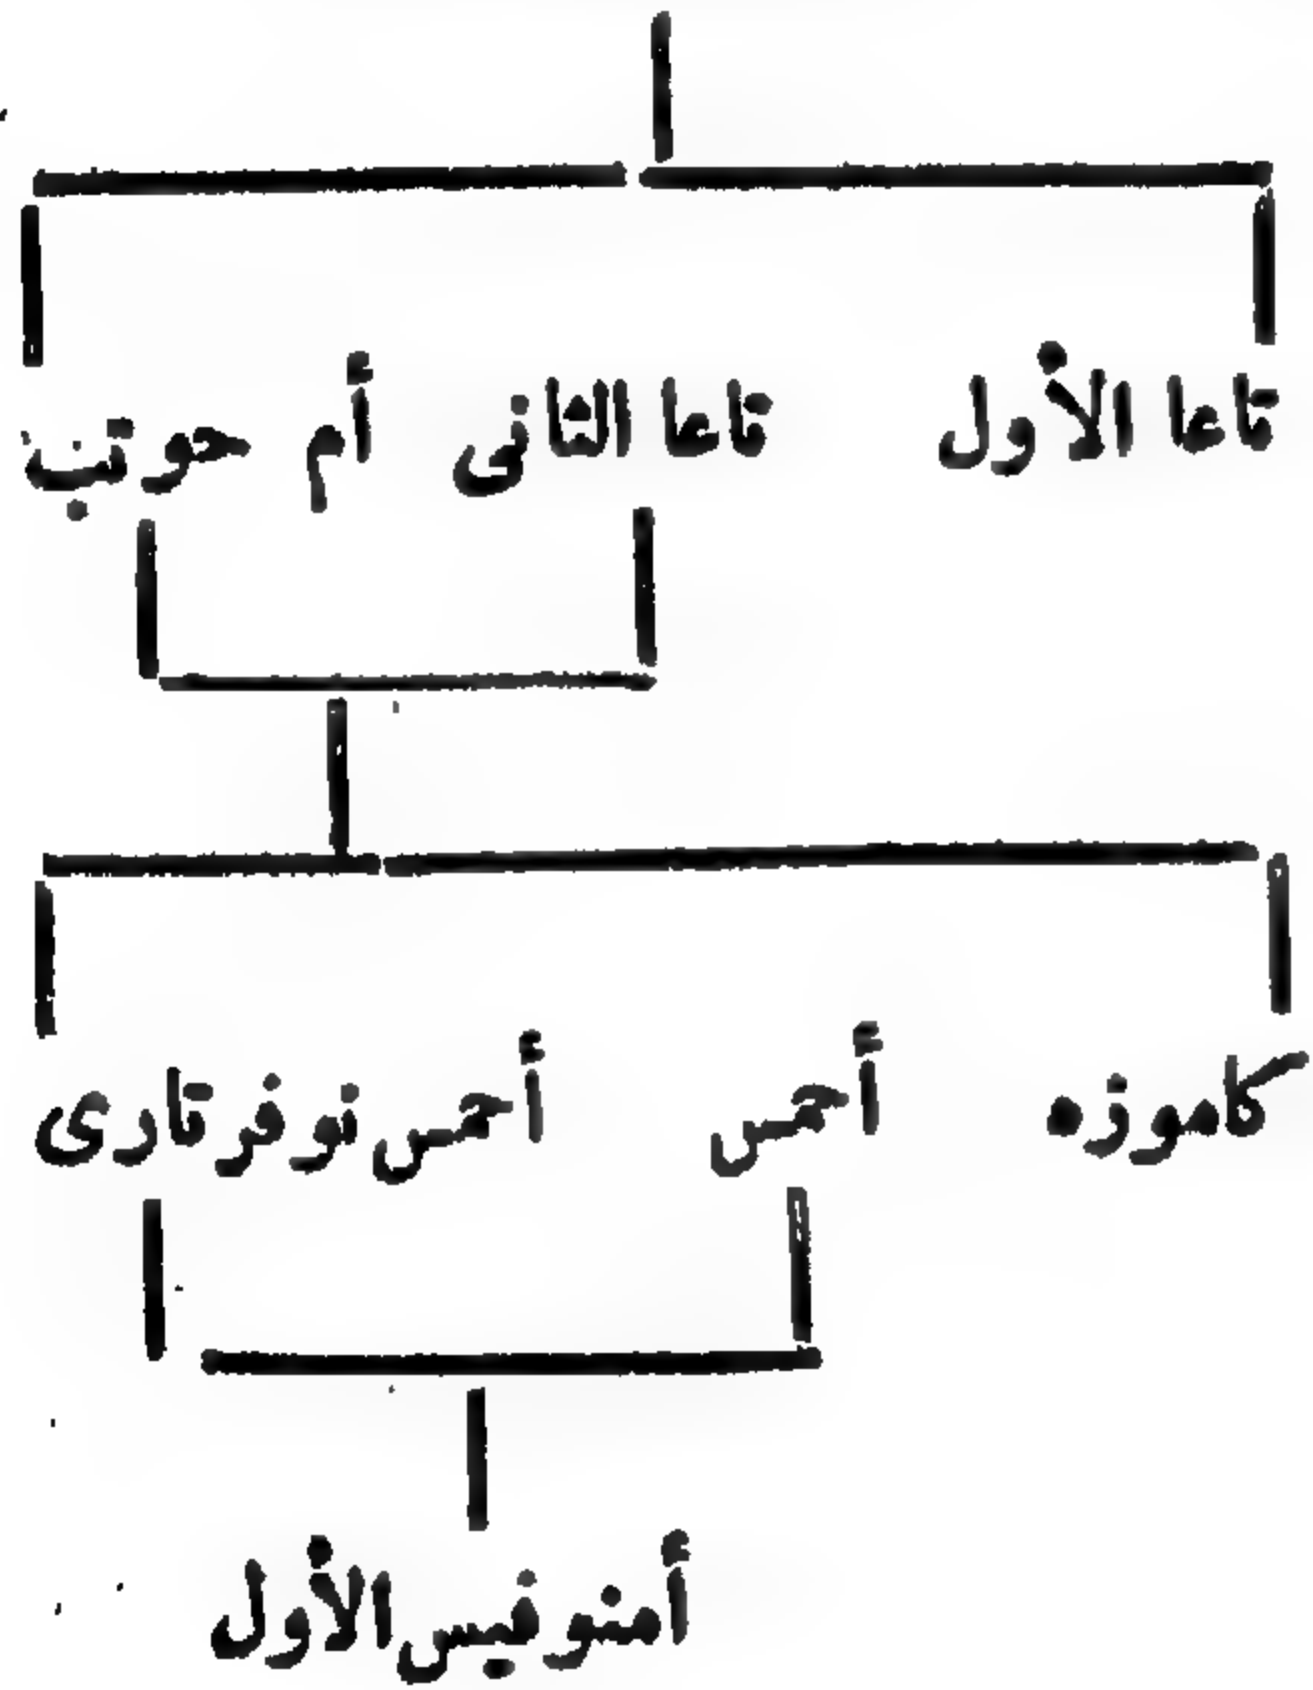 تاعا الأول تاعا الثانى أم حوتب
كاموزه أحمس أحمس نوفرتارى
أمنوفيس الأول